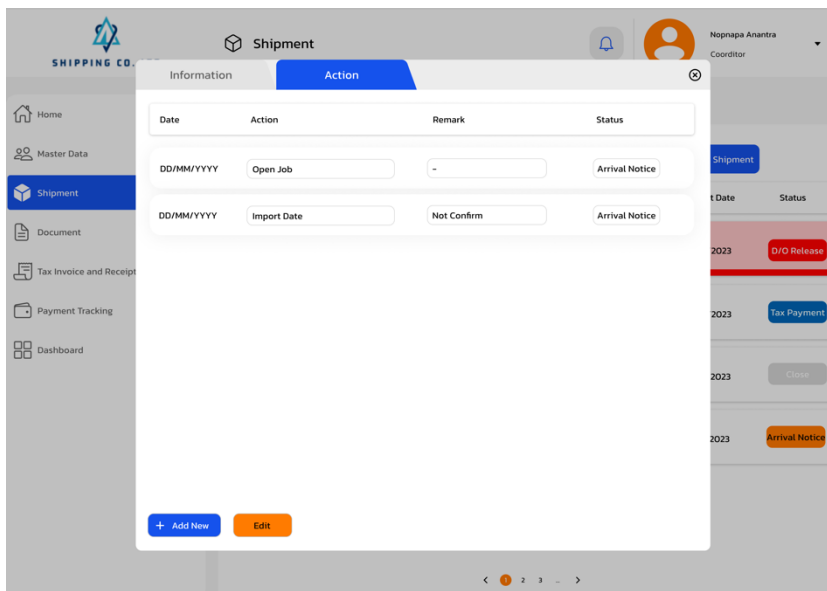 SHIPPING CO.
Shipment
Nopnapa Anantra
Coorditor
Information
Action
Home
Master Data
Shipment
Document
Tax Invoice and Receipt
Payment Tracking
Dashboard
Date Action Remark Status
DD/MM/YYYY Open Job - Arrival Notice
DD/MM/YYYY Import Date Not Confirm Arrival Notice
+ Add New
Edit
Shipment
t Date Status
2023 D/O Release
2023 Tax Payment
2023 Close
2023 Arrival Notice
< 1 2 3 ... >